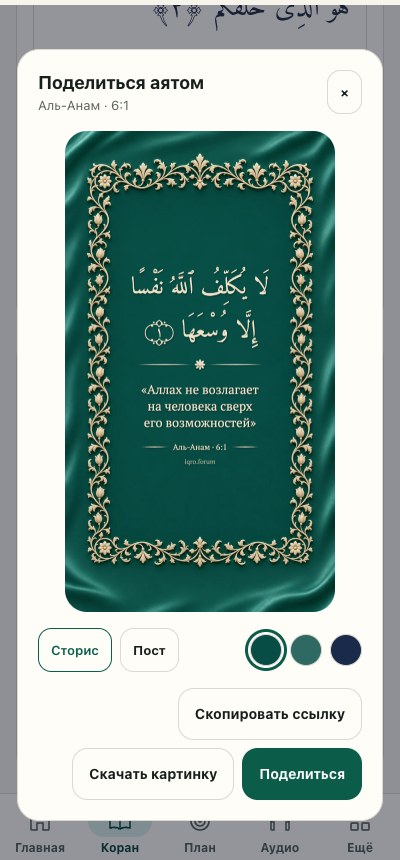 هُوَ الَّذِي خَلَقَكُم ﴿٢﴾
Поделиться аятом
Аль-Анам · 6:1
×
لَا يُكَلِّفُ ٱللَّهُ نَفْسًا
إِلَّا وُسْعَهَا ﴿١﴾
«Аллах не возлагает
на человека сверх
его возможностей»
Аль-Анам · 6:1
iqro.forum
Сторис
Пост
Скопировать ссылку
Скачать картинку
Поделиться
Главная
Коран
План
Аудио
Ещё